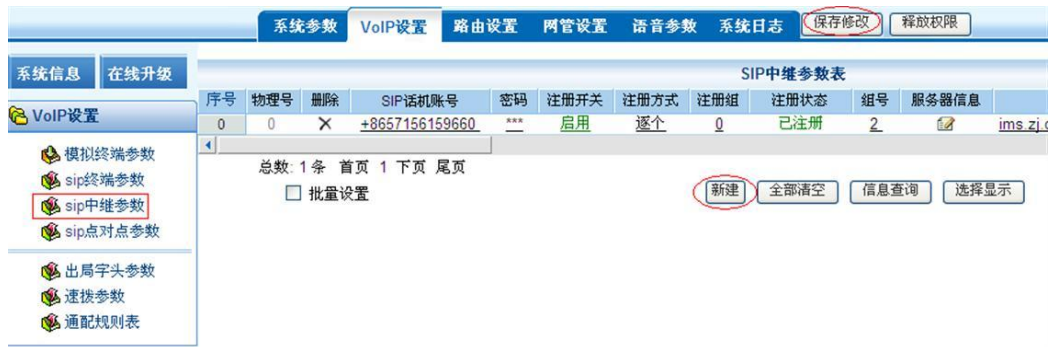 系统参数 VoIP设置 路由设置 网管设置 语音参数 系统日志 保存修改 释放权限
系统信息 在线升级
SIP中继参数表
序号 物理号 删除 SIP话机账号 密码 注册开关 注册方式 注册组 注册状态 组号 服务器信息
0 0 +8657156159660 *** 启用 逐个 0 已注册 2 ims.zj.
总数: 1条 首页 1 下页 尾页
批量设置
新建 全部清空 信息查询 选择显示
VoIP设置
模拟终端参数
sip终端参数
sip中继参数
sip点对点参数
出局字头参数
速拨参数
通配规则表